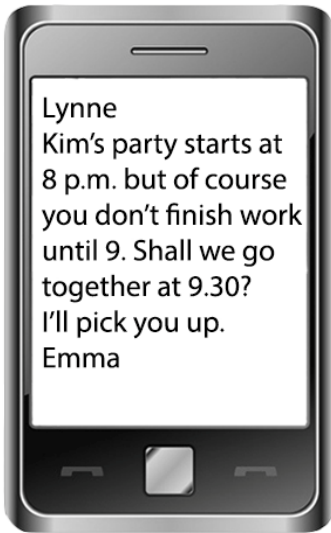 Lynne
Kim's party starts at
8 p.m. but of course
you don't finish work
until 9. Shall we go
together at 9.30?
I'll pick you up.
Emma